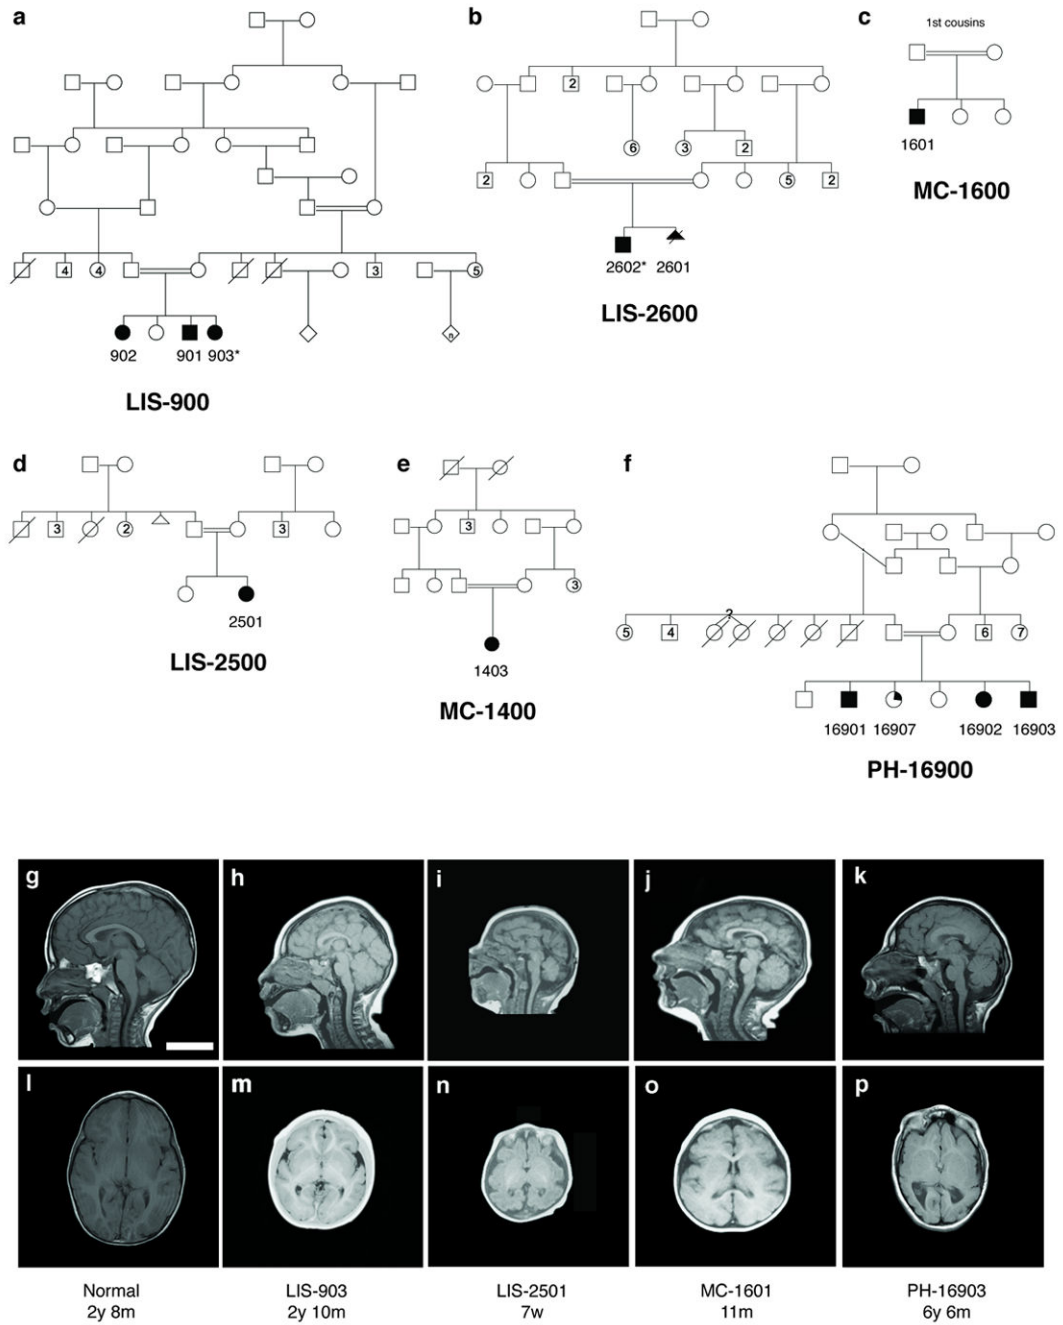 a
4
4
3
5
n
902
901
903*
LIS-900
b
2
6
3
2
2
5
2
2602*
2601
LIS-2600
c
1st cousins
1601
MC-1600
d
3
2
3
2501
LIS-2500
e
3
3
1403
MC-1400
f
?
5
4
6
7
16901
16907
16902
16903
PH-16900
g
h
i
j
k
l
m
n
o
p
Normal
2y 8m
LIS-903
2y 10m
LIS-2501
7w
MC-1601
11m
PH-16903
6y 6m